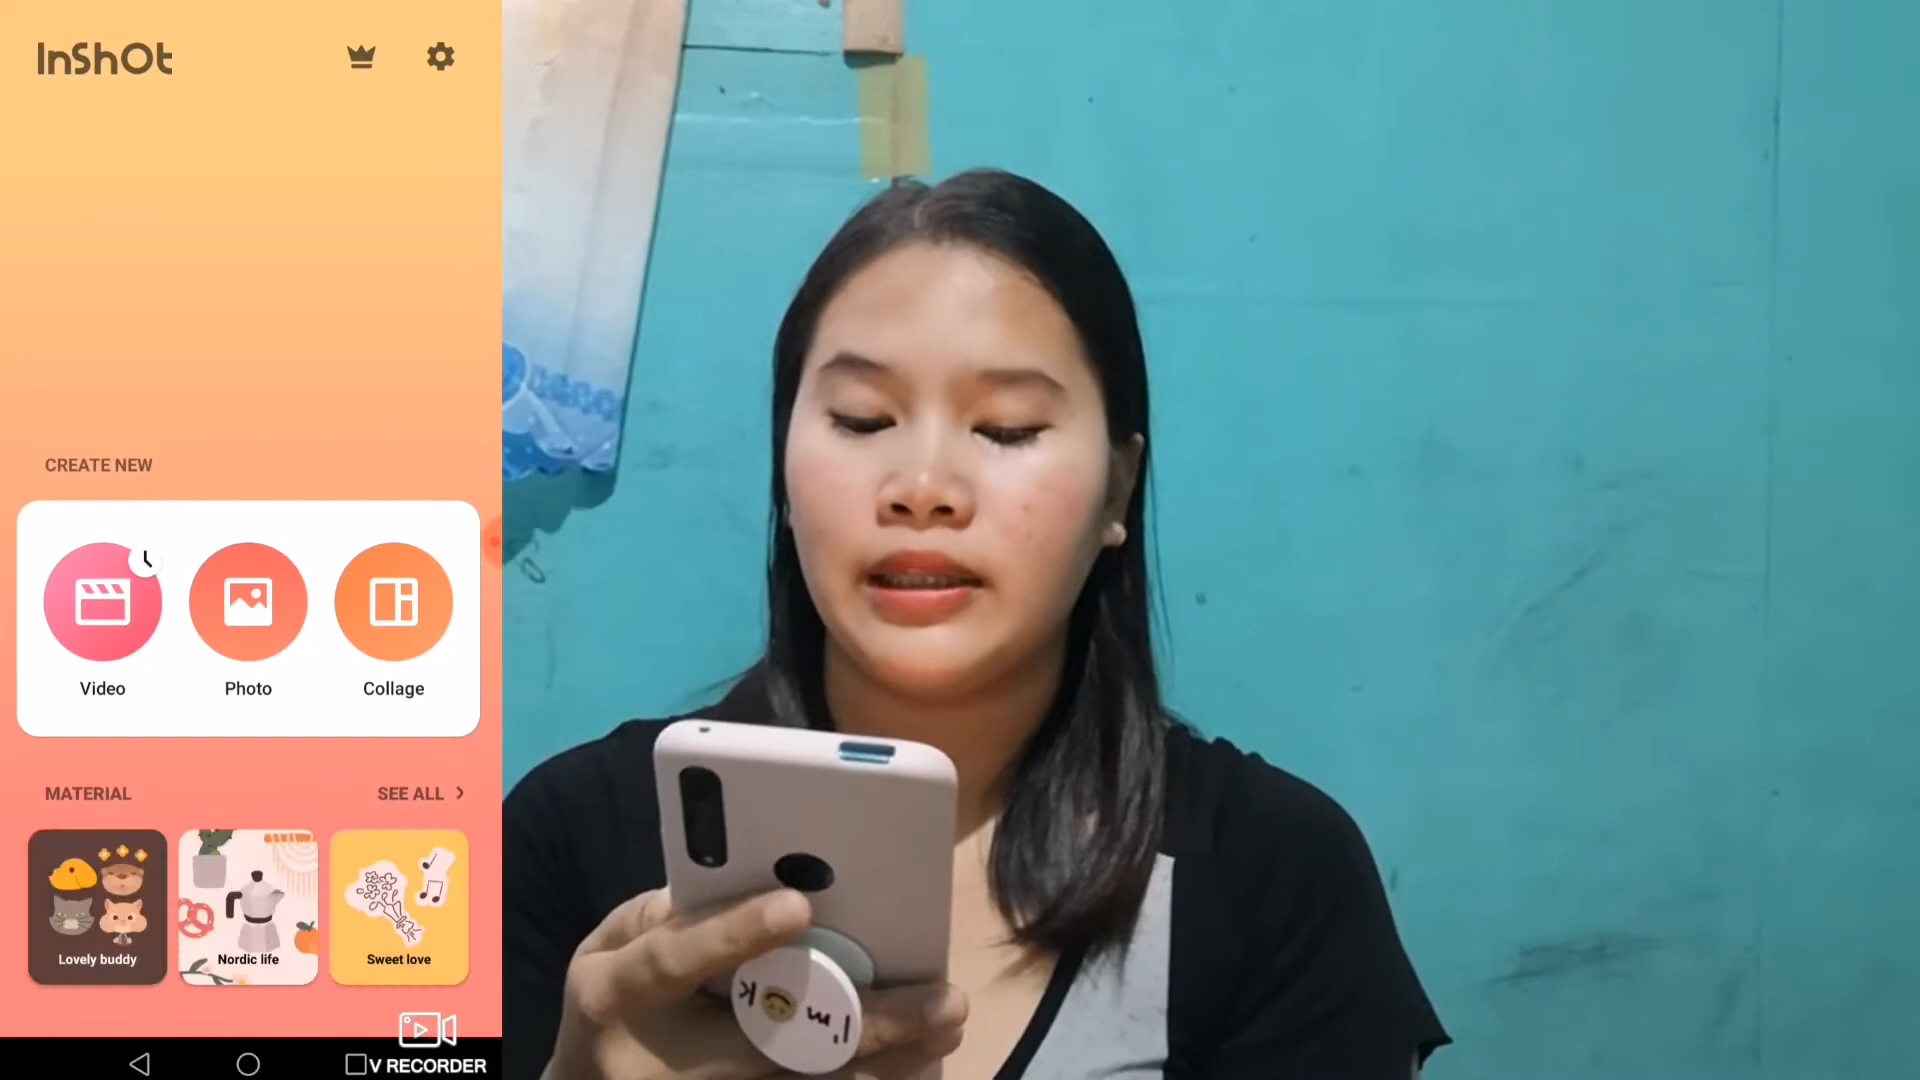 InShOt
CREATE NEW
Video
Photo
Collage
MATERIAL
SEE ALL >
Lovely buddy
Nordic life
Sweet love
V RECORDER
I'm
k